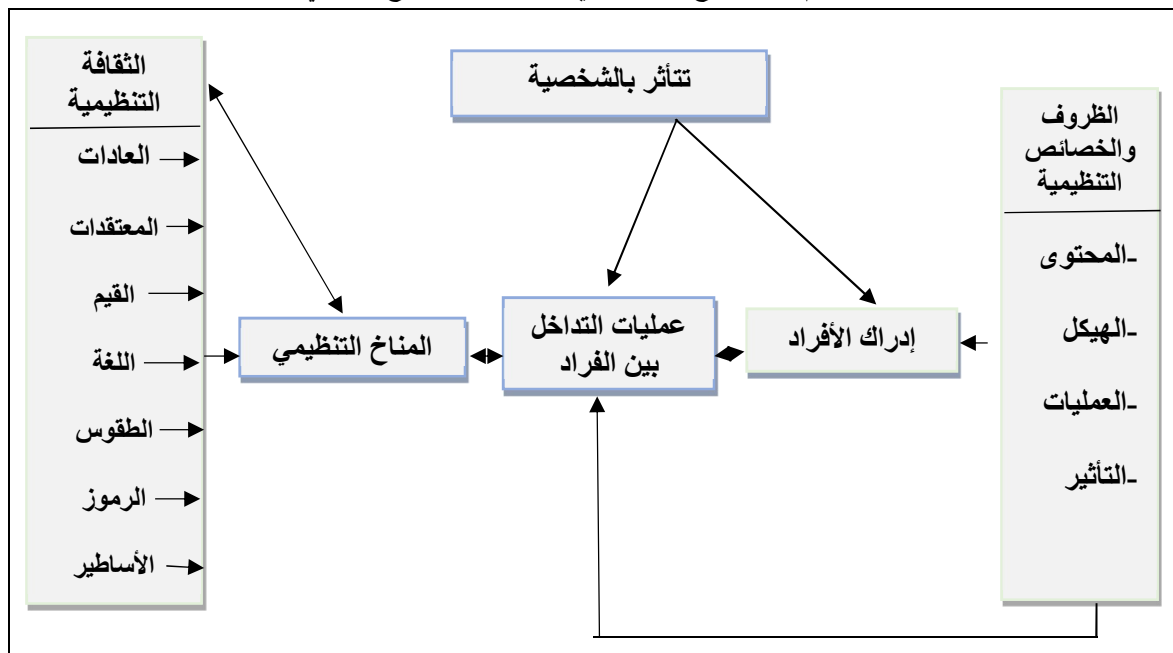 تتأثر بالشخصية
الظروف
والخصائص
التنظيمية
-المحتوى
-الهيكل
-العمليات
-التأثير
إدراك الأفراد
عمليات التداخل
بين الفراد
المناخ التنظيمي
الثقافة
التنظيمية
العادات
المعتقدات
القيم
اللغة
الطقوس
الرموز
الأساطير